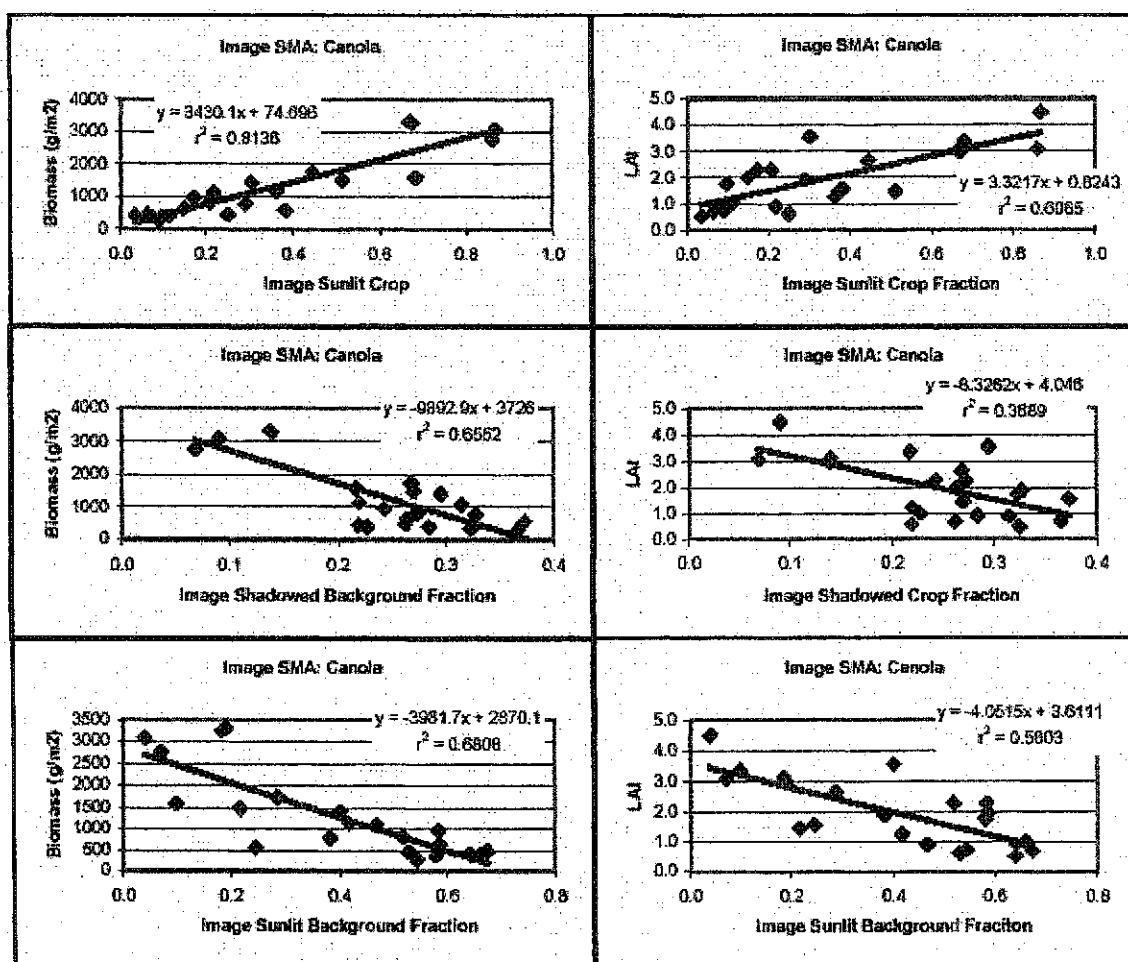 Image SMA: Canola
Biomass (g/m2)
4000
3000
2000
1000
0
y = 3430.1x + 74.696
r² = 0.8136
0.0 0.2 0.4 0.6 0.8 1.0
Image Sunlit Crop
Image SMA: Canola
LAI
5.0
4.0
3.0
2.0
1.0
0.0
y = 3.3217x + 0.8243
r² = 0.6065
0.0 0.2 0.4 0.6 0.8 1.0
Image Sunlit Crop Fraction
Image SMA: Canola
Biomass (g/m2)
4000
3000
2000
1000
0
y = -9892.9x + 3726
r² = 0.6552
0.0 0.1 0.2 0.3 0.4
Image Shadowed Background Fraction
Image SMA: Canola
LAI
5.0
4.0
3.0
2.0
1.0
0.0
y = -8.3262x + 4.046
r² = 0.3689
0.0 0.1 0.2 0.3 0.4
Image Shadowed Crop Fraction
Image SMA: Canola
Biomass (g/m2)
3500
3000
2500
2000
1500
1000
500
0
y = -3981.7x + 2870.1
r² = 0.6808
0.0 0.2 0.4 0.6 0.8
Image Sunlit Background Fraction
Image SMA: Canola
LAI
5.0
4.0
3.0
2.0
1.0
0.0
y = -4.0515x + 3.6111
r² = 0.5603
0.0 0.2 0.4 0.6 0.8
Image Sunlit Background Fraciton